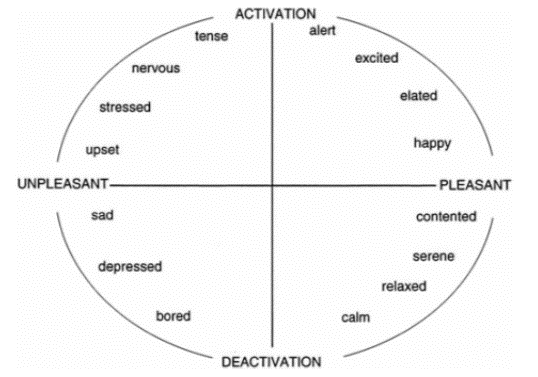 ACTIVATION
tense
alert
nervous
excited
stressed
elated
upset
happy
UNPLEASANT
PLEASANT
sad
contented
depressed
serene
relaxed
bored
calm
DEACTIVATION